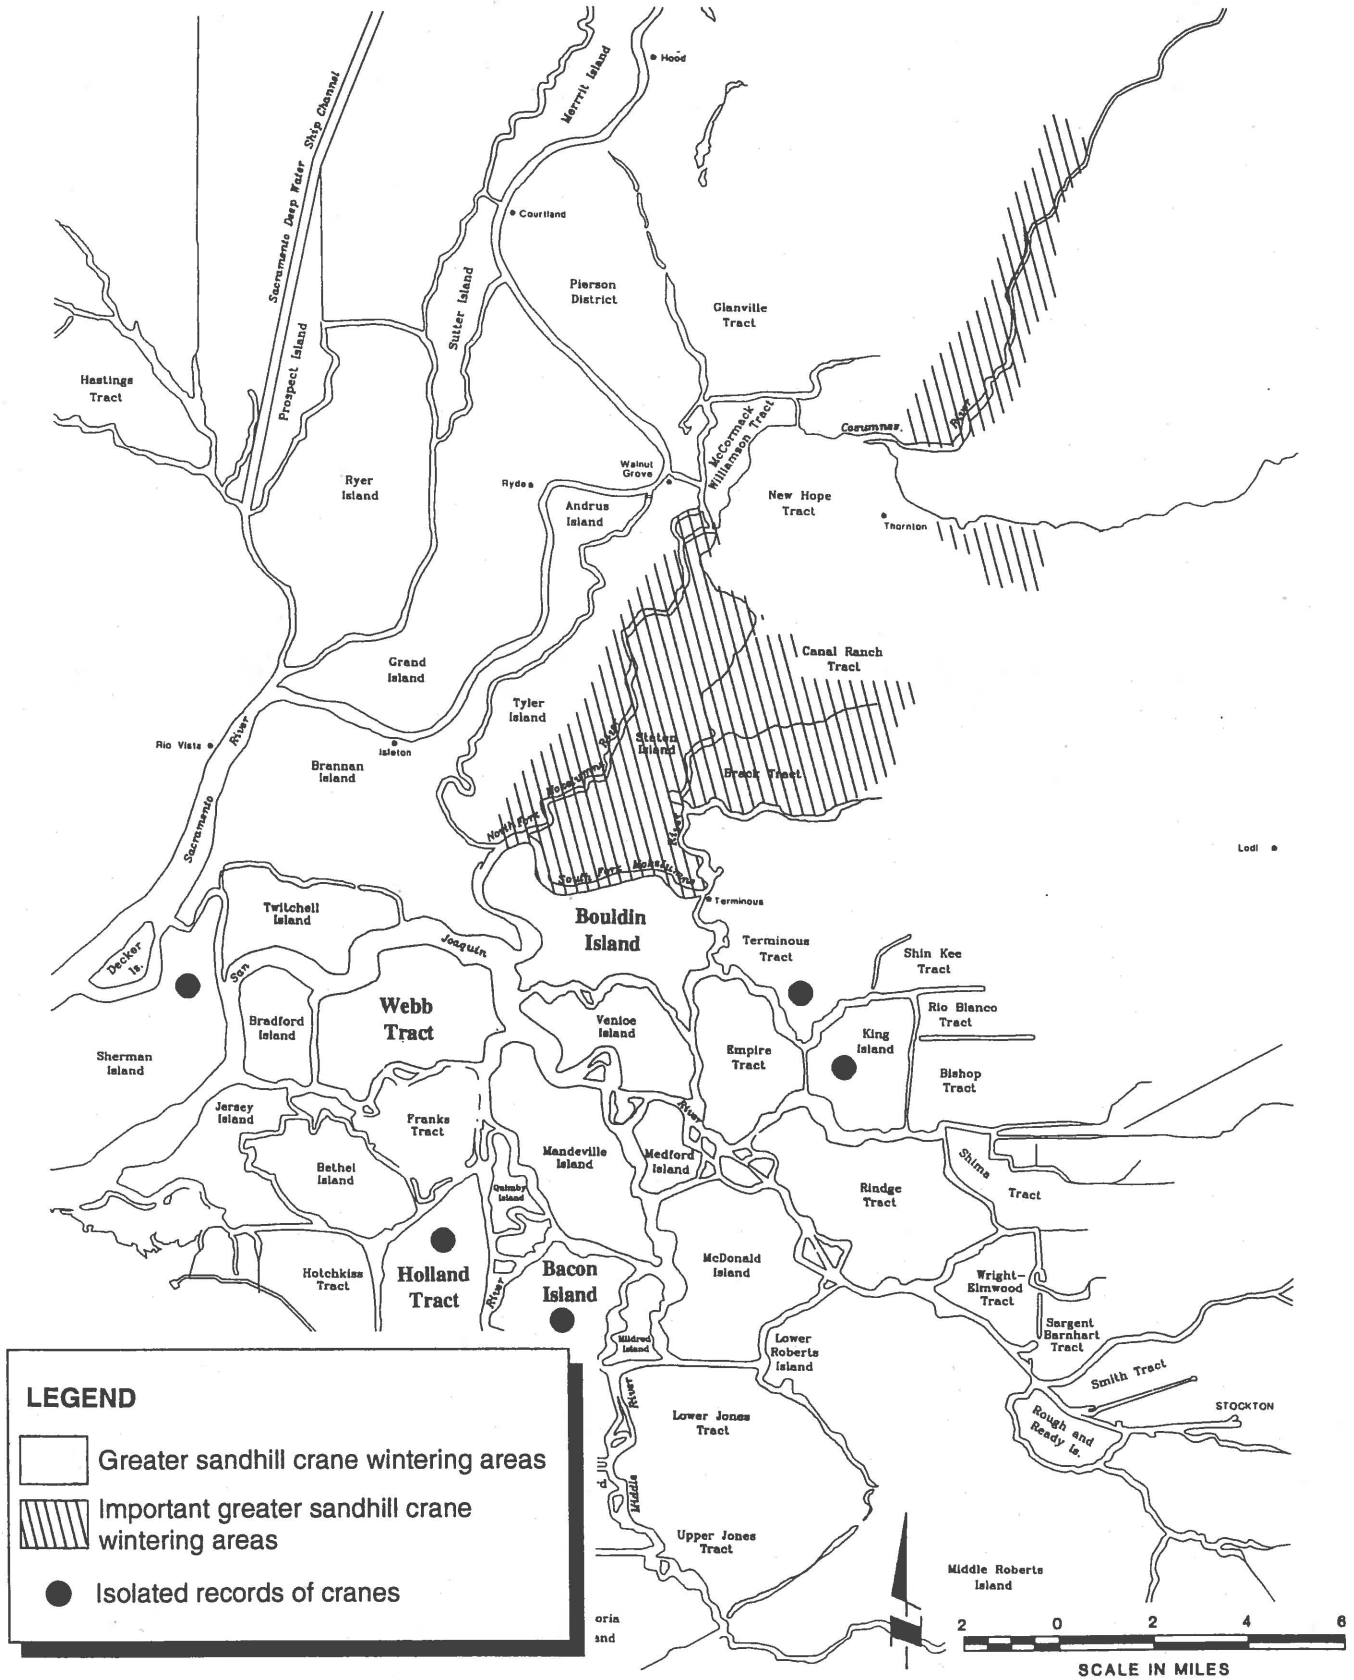 Hood
Merrrit Island
Sacramento Deep Water Ship Channel
Courtland
Pierson
District
Sutter Island
Glanville
Tract
Prospect Island
Hastings
Tract
McCormack
Williamson Tract
Cosumnes
River
Walnut
Grove
Ryde
Ryer
Island
Andrus
Island
New Hope
Tract
Thornton
Canal Ranch
Tract
Grand
Island
Tyler
Island
River
Staten
Island
Rio Vista
River
Isleton
Brannan
Island
Mokelumne
Brack Tract
North Fork
Sacramento
River
Lodi
South Fork Mokelumne
Terminous
Twitchell
Island
Bouldin
Island
Joaquin
Terminous
Tract
Shin Kee
Tract
Decker
Is.
San
Webb
Tract
Rio Blanco
Tract
Bradford
Island
Venice
Island
King
Island
Sherman
Island
Empire
Tract
Bishop
Tract
Jersey
Island
Franks
Tract
River
Mandeville
Island
Medford
Island
Bethel
Island
Shima
Tract
Quimby
Island
Rindge
Tract
McDonald
Island
Hotchkiss
Tract
Holland
Tract
River
Bacon
Island
Wright-
Elmwood
Tract
Mildred
Island
Lower
Roberts
Island
Sargent
Barnhart
Tract
Smith Tract
River
Lower Jones
Tract
Rough and
Ready Is.
STOCKTON
Middle
Upper Jones
Tract
Middle Roberts
Island
oria
and
LEGEND
Greater sandhill crane wintering areas
Important greater sandhill crane
wintering areas
Isolated records of cranes
2 0 2 4 6
SCALE IN MILES